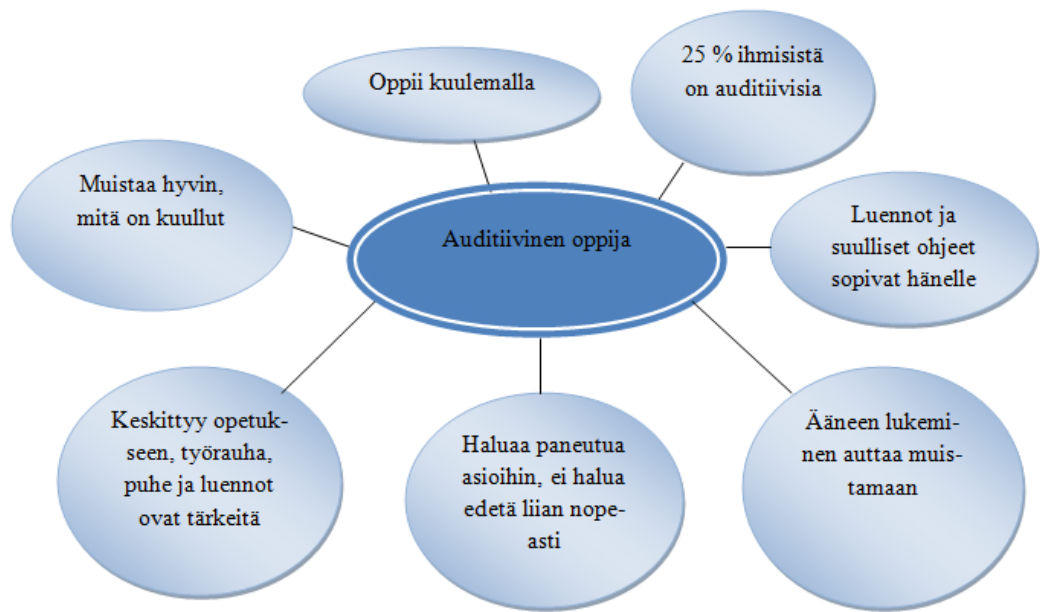 Oppii kuulemalla
25 % ihmisistä
on auditiivisia
Muistaa hyvin,
mitä on kuullut
Auditiivinen oppija
Luennot ja
suulliset ohjeet
sopivat hänelle
Keskittyy opetuk-
seen, työrauha,
puhe ja luennot
ovat tärkeitä
Haluaa paneutua
asioihin, ei halua
edetä liian nope-
asti
Ääneen lukemi-
nen auttaa muis-
tamaan